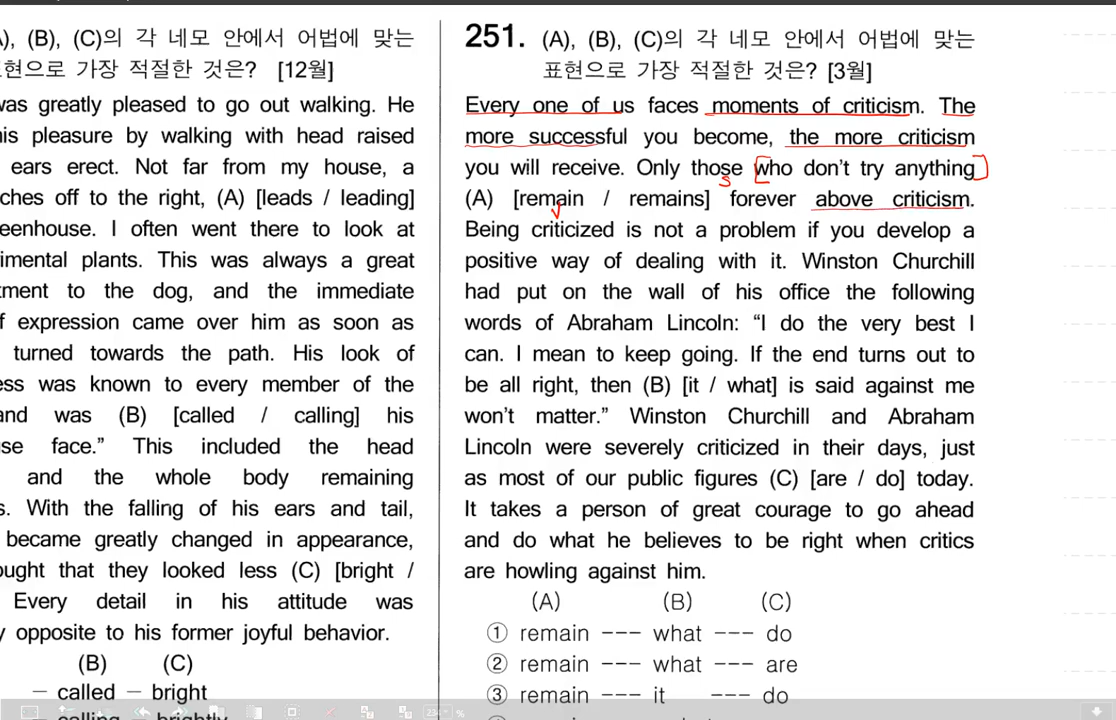 ), (B), (C)의 각 네모 안에서 어법에 맞는
표현으로 가장 적절한 것은? [12월]
was greatly pleased to go out walking. He
his pleasure by walking with head raised
ears erect. Not far from my house, a
ches off to the right, (A) [leads / leading]
eenhouse. I often went there to look at
imental plants. This was always a great
tment to the dog, and the immediate
f expression came over him as soon as
turned towards the path. His look of
ess was known to every member of the
and was (B) [called / calling] his
se face.” This included the head
and the whole body remaining
s. With the falling of his ears and tail,
became greatly changed in appearance,
ought that they looked less (C) [bright /
Every detail in his attitude was
y opposite to his former joyful behavior.
(B) (C)
– called – bright
251. (A), (B), (C)의 각 네모 안에서 어법에 맞는
표현으로 가장 적절한 것은? [3월]
Every one of us faces moments of criticism. The
more successful you become, the more criticism
you will receive. Only those who don’t try anything
(A) [remain / remains] forever above criticism.
Being criticized is not a problem if you develop a
positive way of dealing with it. Winston Churchill
had put on the wall of his office the following
words of Abraham Lincoln: “I do the very best I
can. I mean to keep going. If the end turns out to
be all right, then (B) [it / what] is said against me
won’t matter.” Winston Churchill and Abraham
Lincoln were severely criticized in their days, just
as most of our public figures (C) [are / do] today.
It takes a person of great courage to go ahead
and do what he believes to be right when critics
are howling against him.
(A) (B) (C)
① remain --- what --- do
② remain --- what --- are
③ remain --- it --- do